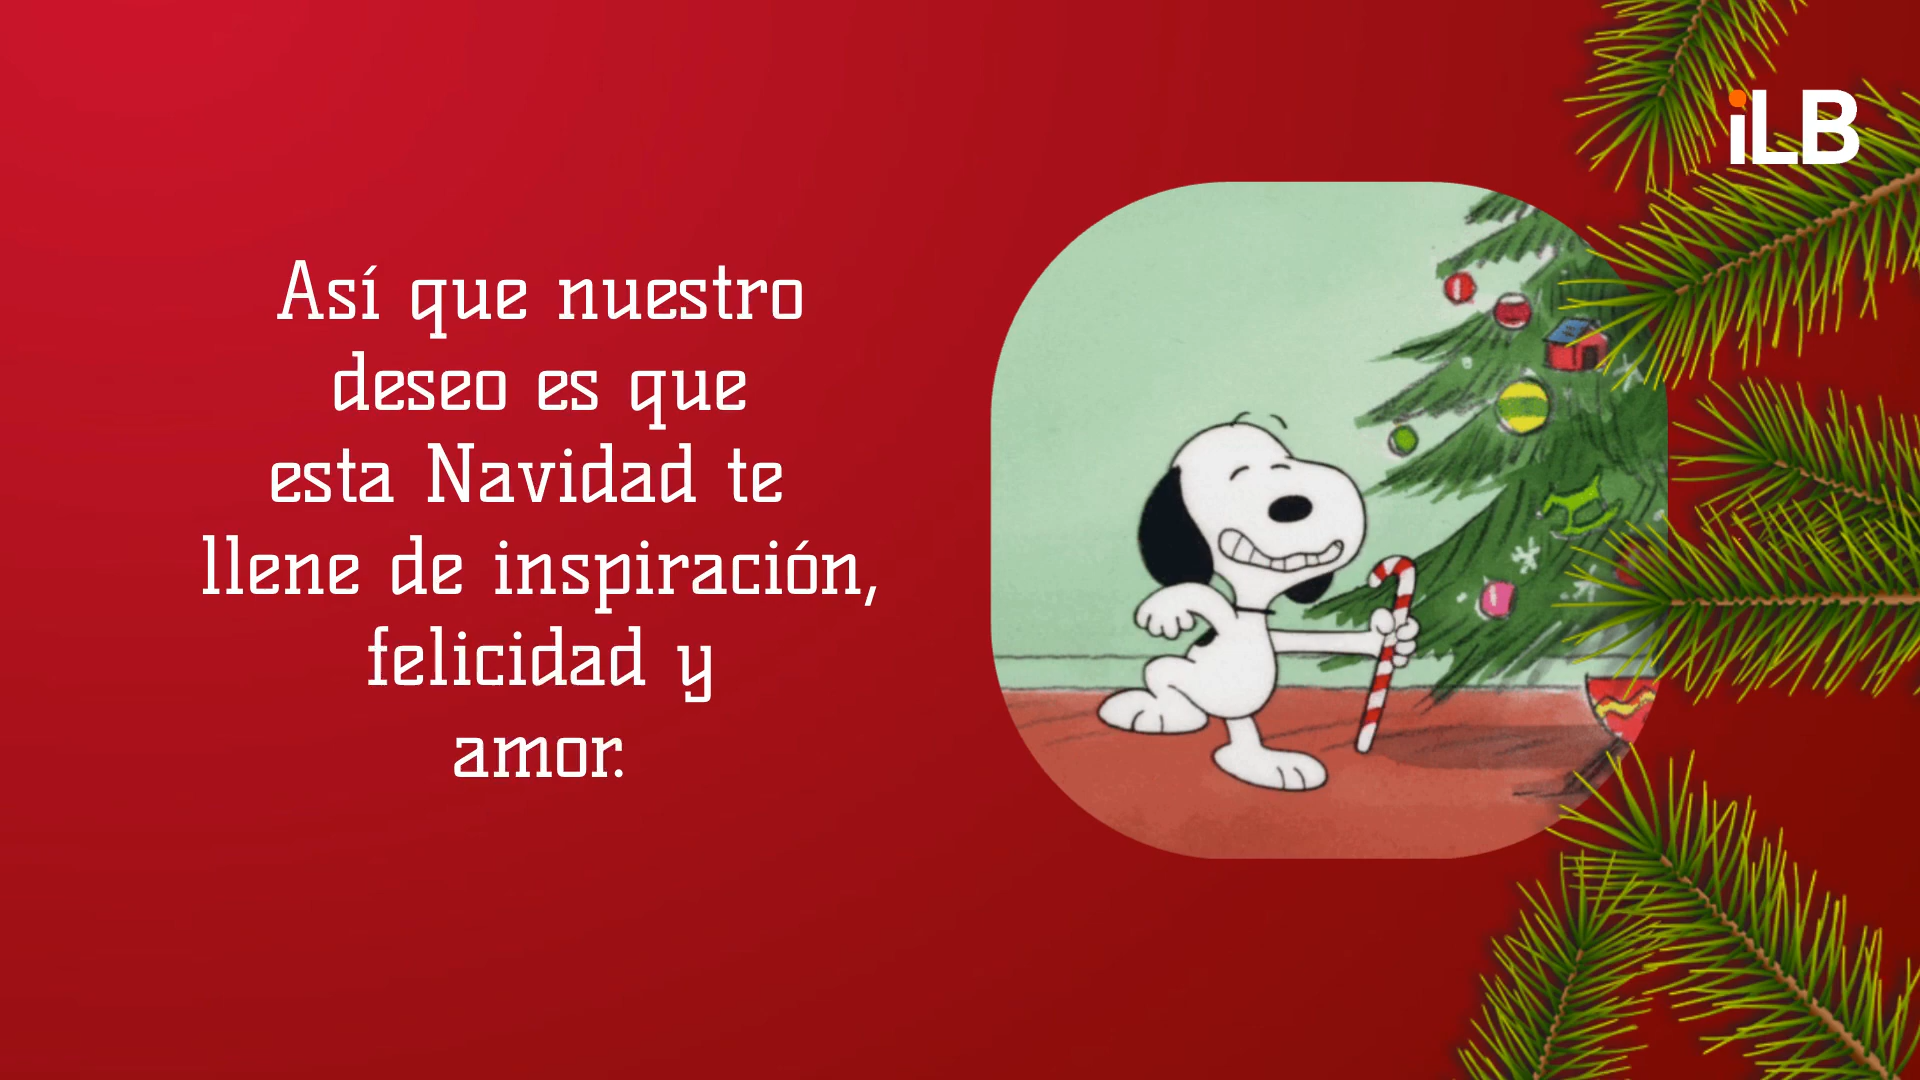 iLB
Así que nuestro
deseo es que
esta Navidad te
llene de inspiración,
felicidad y
amor.